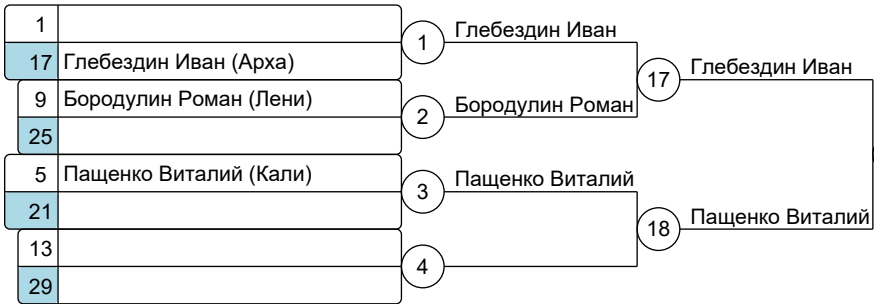 1
17 Глебездин Иван (Арха)
1
Глебездин Иван
17
Глебездин Иван
9 Бородулин Роман (Лени)
25
2
Бородулин Роман
5 Пащенко Виталий (Кали)
21
3
Пащенко Виталий
18
Пащенко Виталий
13
29
4